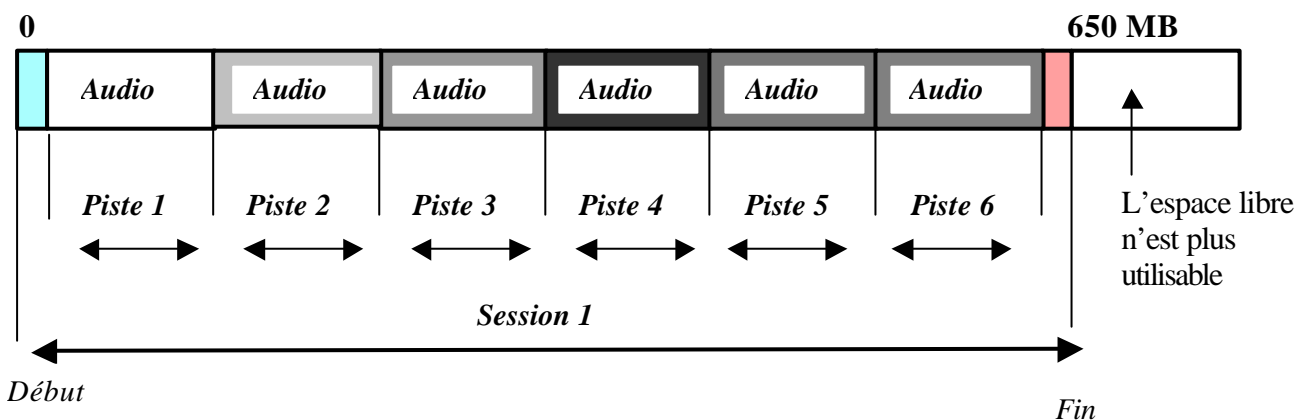 0 650 MB
Audio Audio Audio Audio Audio Audio
Piste 1 Piste 2 Piste 3 Piste 4 Piste 5 Piste 6
L'espace libre
n'est plus
utilisable
Session 1
Début
Fin